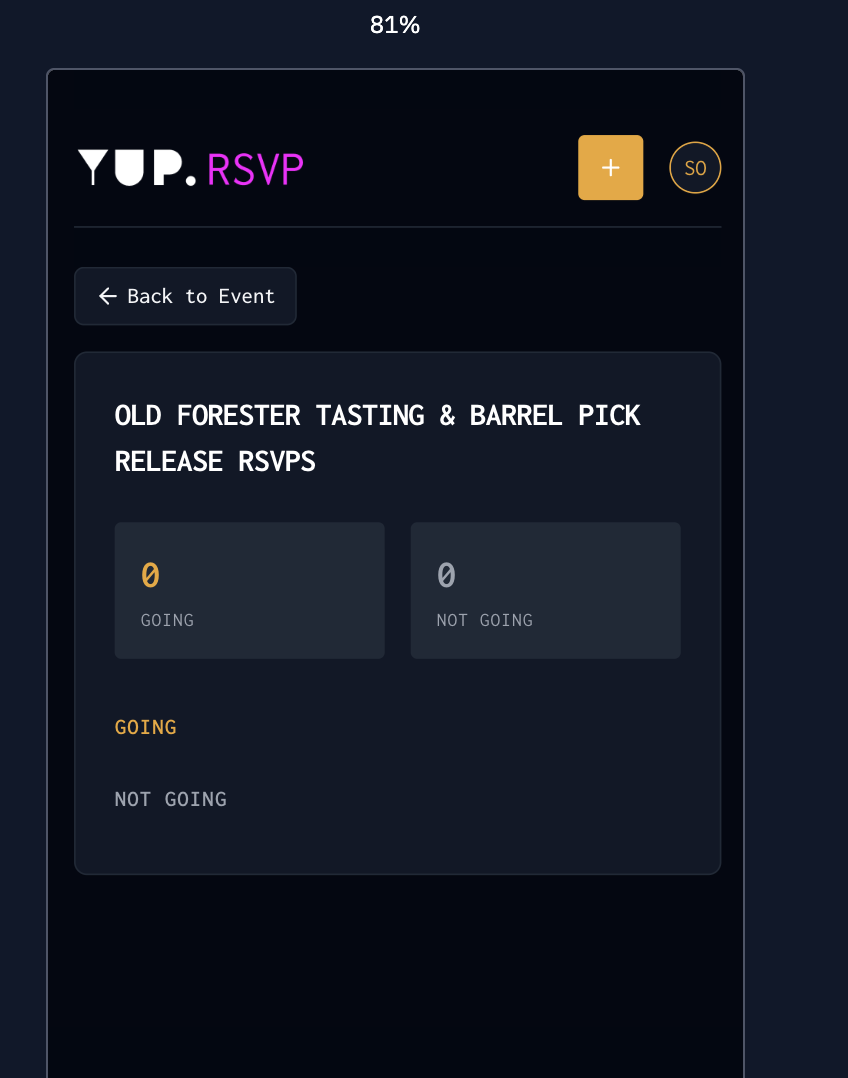 81%
YUP. RSVP
+
SO
← Back to Event
OLD FORESTER TASTING & BARREL PICK
RELEASE RSVPS
0
GOING
0
NOT GOING
GOING
NOT GOING